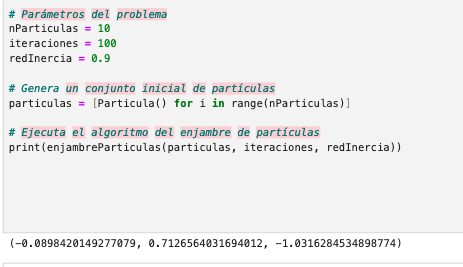 # Parámetros del problema
nParticulas = 10
iteraciones = 100
redInercia = 0.9
# Genera un conjunto inicial de partículas
particulas = [Particula() for i in range(nParticulas)]
# Ejecuta el algoritmo del enjambre de partículas
print(enjambreParticulas(particulas, iteraciones, redInercia))
(-0.0898420149277079, 0.7126564031694012, -1.0316284534898774)